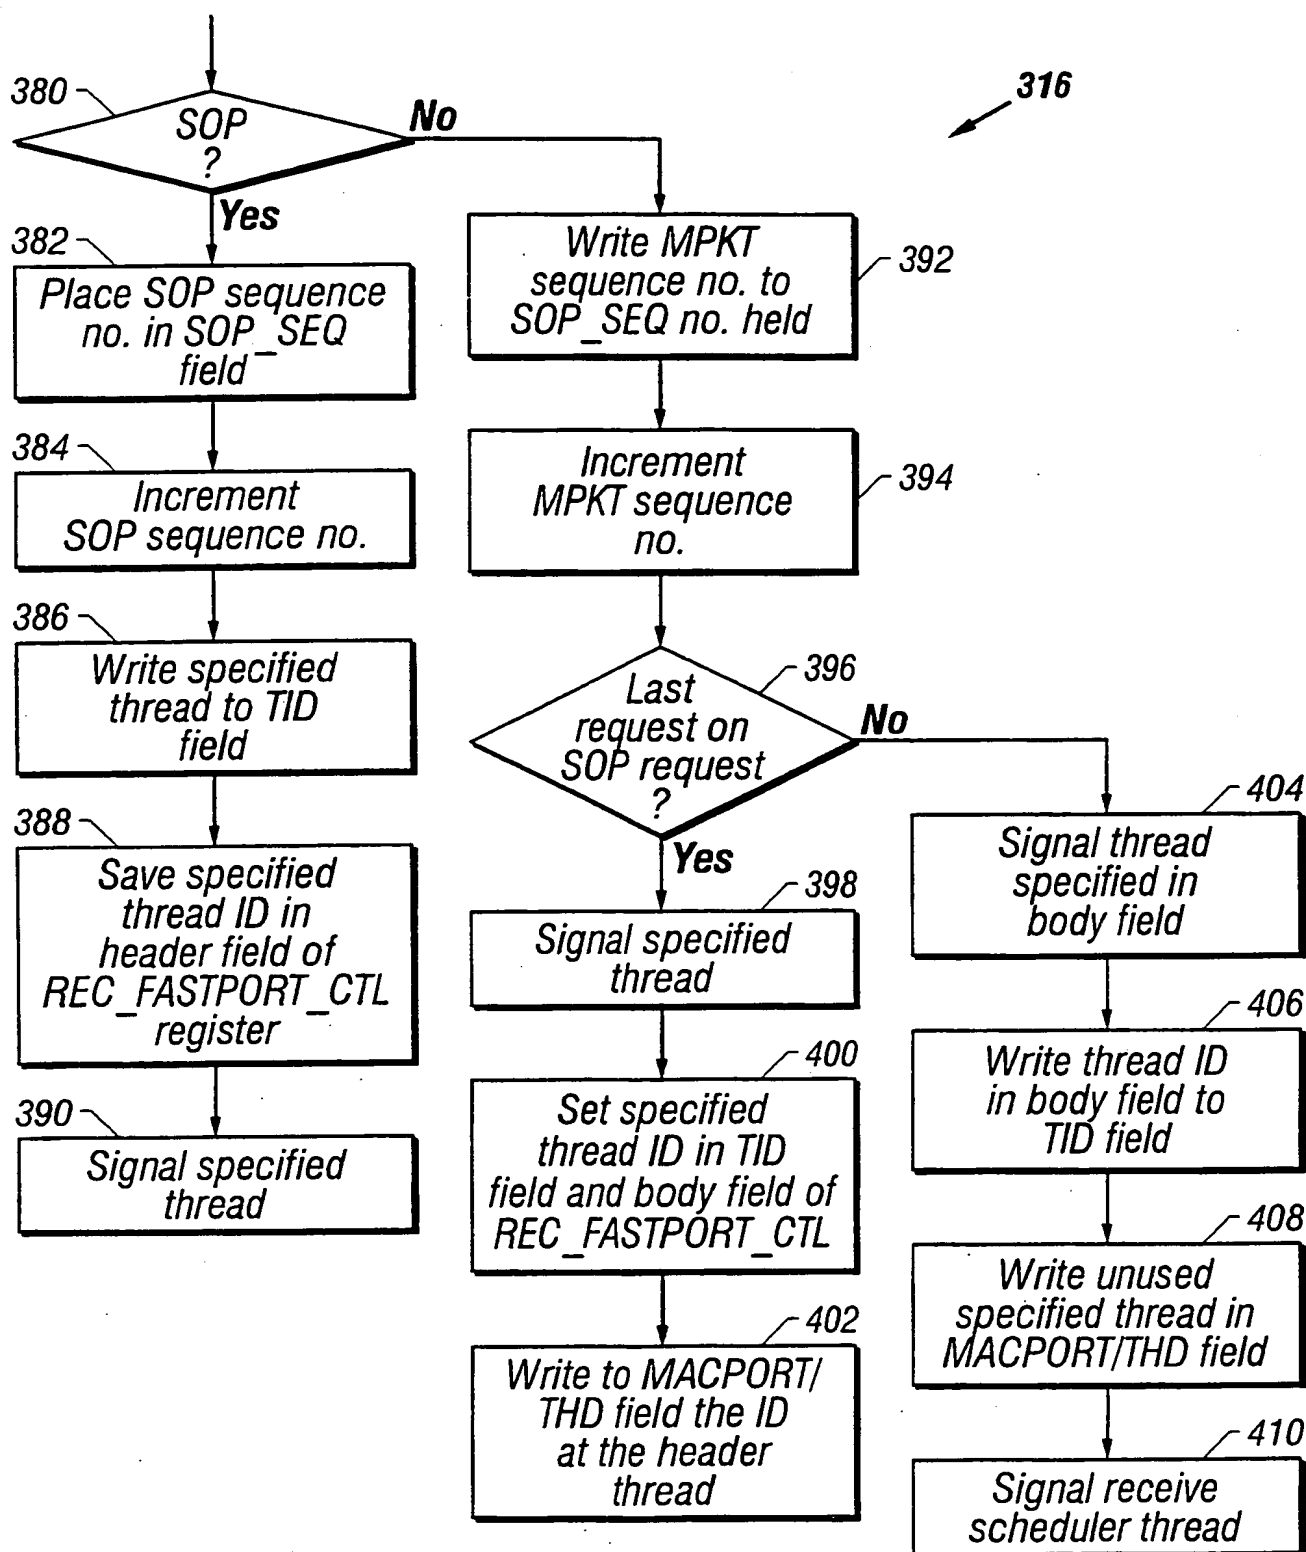 316
380
SOP
?
No
Yes
382
Place SOP sequence
no. in SOP_SEQ
field
384
Increment
SOP sequence no.
386
Write specified
thread to TID
field
388
Save specified
thread ID in
header field of
REC_FASTPORT_CTL
register
390
Signal specified
thread
392
Write MPKT
sequence no. to
SOP_SEQ no. held
394
Increment
MPKT sequence
no.
396
Last
request on
SOP request
?
No
Yes
398
Signal specified
thread
400
Set specified
thread ID in TID
field and body field of
REC_FASTPORT_CTL
402
Write to MACPORT/
THD field the ID
at the header
thread
404
Signal thread
specified in
body field
406
Write thread ID
in body field to
TID field
408
Write unused
specified thread in
MACPORT/THD field
410
Signal receive
scheduler thread